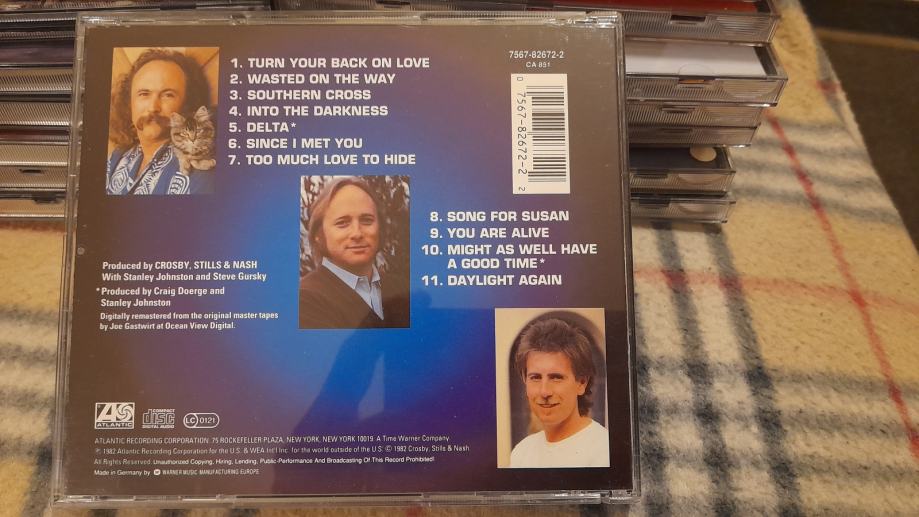 1. TURN YOUR BACK ON LOVE
2. WASTED ON THE WAY
3. SOUTHERN CROSS
4. INTO THE DARKNESS
5. DELTA*
6. SINCE I MET YOU
7. TOO MUCH LOVE TO HIDE
7567-82672-2
CA 851
0 7567-82672-2 2
8. SONG FOR SUSAN
9. YOU ARE ALIVE
10. MIGHT AS WELL HAVE
A GOOD TIME*
11. DAYLIGHT AGAIN
Produced by CROSBY, STILLS & NASH
With Stanley Johnston and Steve Gursky
*Produced by Craig Doerge and
Stanley Johnston
Digitally remastered from the original master tapes
by Joe Gastwirt at Ocean View Digital.
ATLANTIC
COMPACT
disc
DIGITAL AUDIO
LC 0121
ATLANTIC RECORDING CORPORATION, 75 ROCKEFELLER PLAZA, NEW YORK, NEW YORK 10019. A Time Warner Company
℗ 1982 Atlantic Recording Corporation for the U.S. & WEA Int'l Inc. for the world outside of the U.S. © 1982 Crosby, Stills & Nash.
All Rights Reserved. Unauthorized Copying, Hiring, Lending, Public-Performance And Broadcasting Of This Record Prohibited!
Made in Germany by WARNER MUSIC MANUFACTURING EUROPE